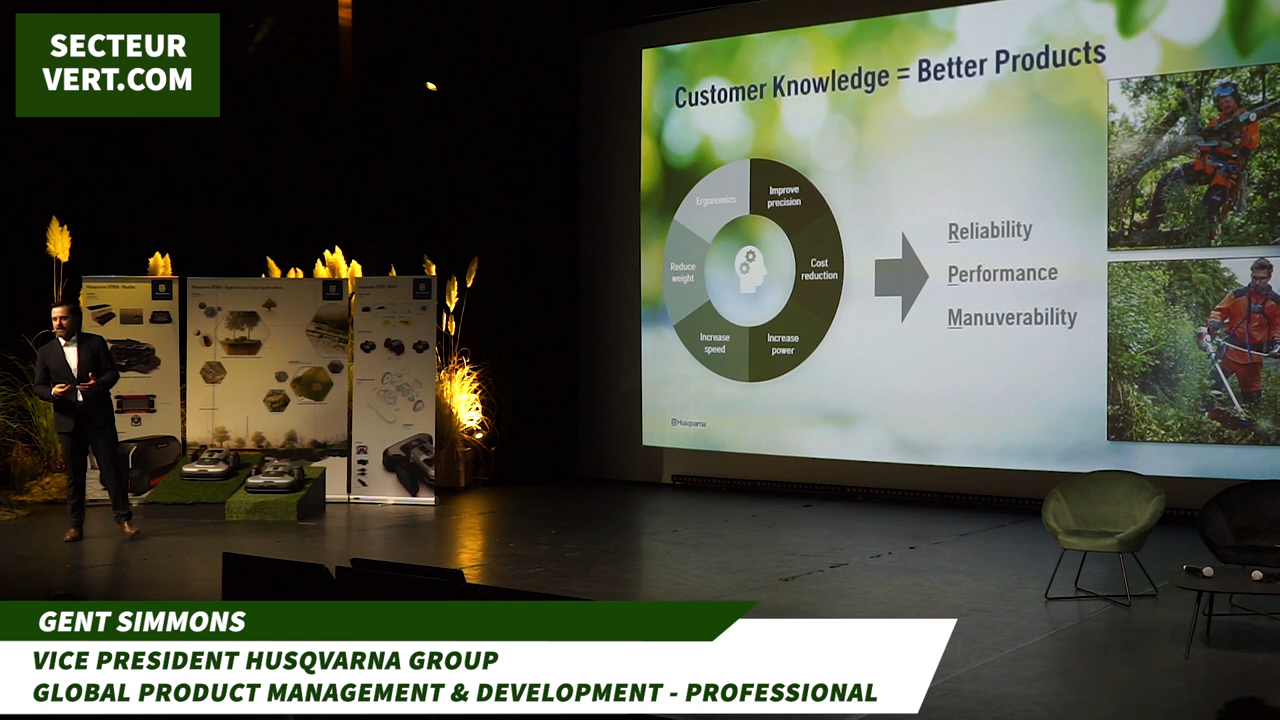 SECTEUR
VERT.COM
Customer Knowledge = Better Products
Ergonomics
Improve
precision
Reduce
weight
Cost
reduction
Increase
speed
Increase
power
Reliability
Performance
Manuverability
Husqvarna
GENT SIMMONS
VICE PRESIDENT HUSQVARNA GROUP
GLOBAL PRODUCT MANAGEMENT & DEVELOPMENT - PROFESSIONAL